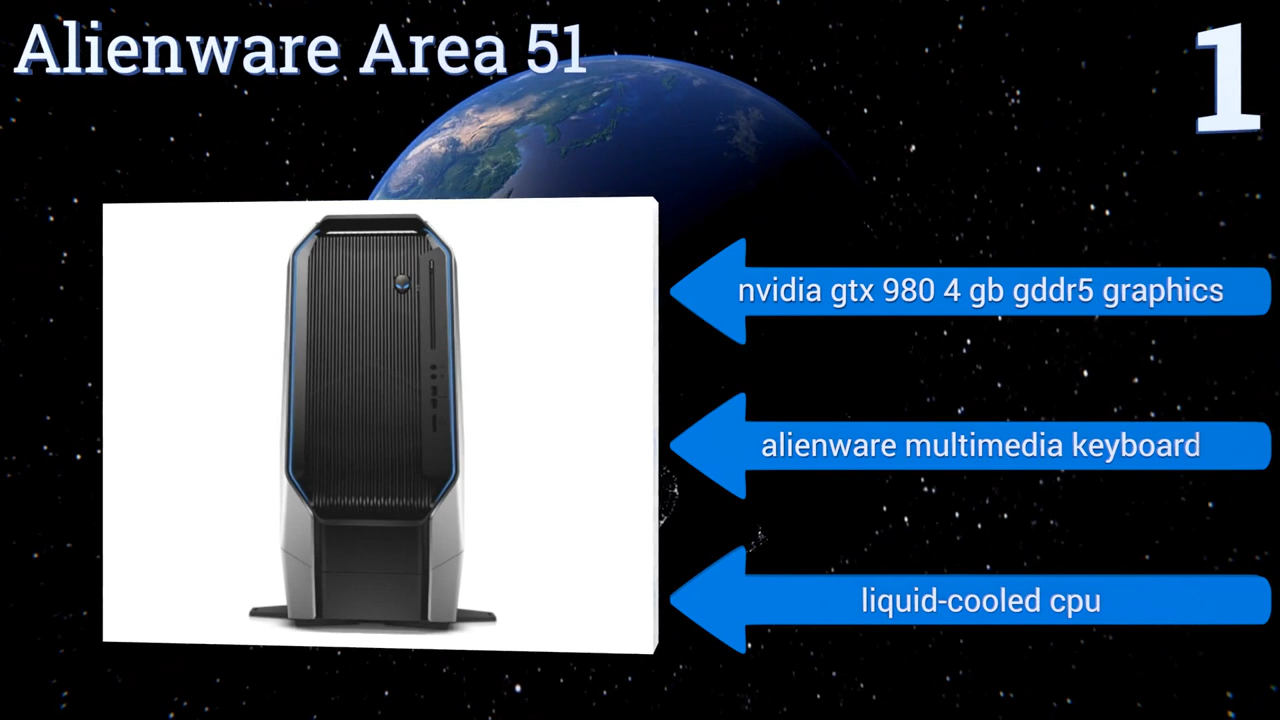 Alienware Area 51
1
nvidia gtx 980 4 gb gddr5 graphics
alienware multimedia keyboard
liquid-cooled cpu